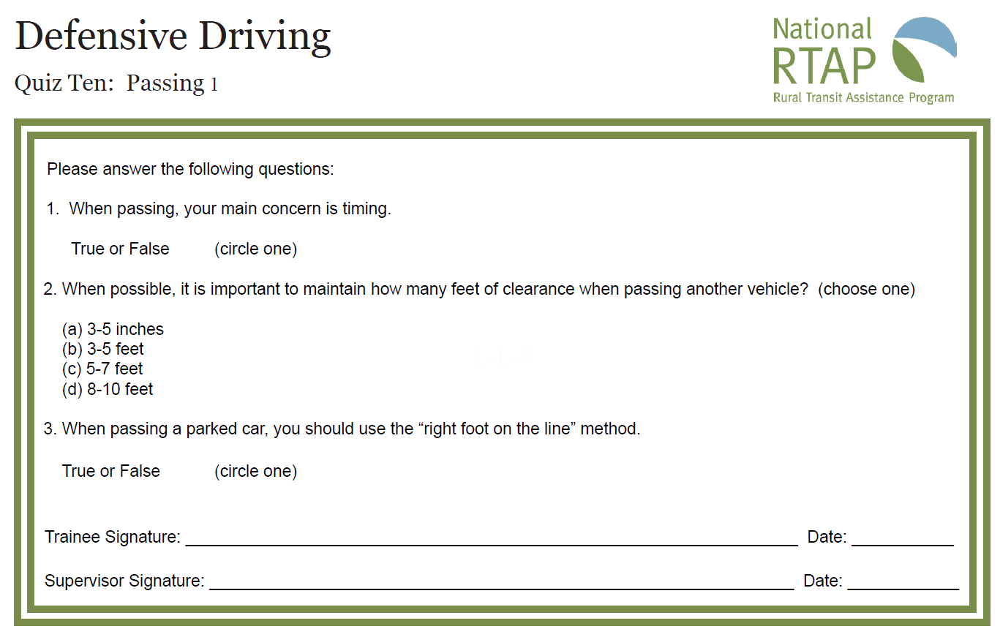 Defensive Driving
Quiz Ten:  Passing 1
National
RTAP
Rural Transit Assistance Program
Please answer the following questions:
1.  When passing, your main concern is timing.
True or False          (circle one)
2. When possible, it is important to maintain how many feet of clearance when passing another vehicle?  (choose one)
(a) 3-5 inches
(b) 3-5 feet
(c) 5-7 feet
(d) 8-10 feet
3. When passing a parked car, you should use the “right foot on the line” method.
True or False            (circle one)
Trainee Signature: ____________________ Date: __________
Supervisor Signature: ____________________ Date: __________